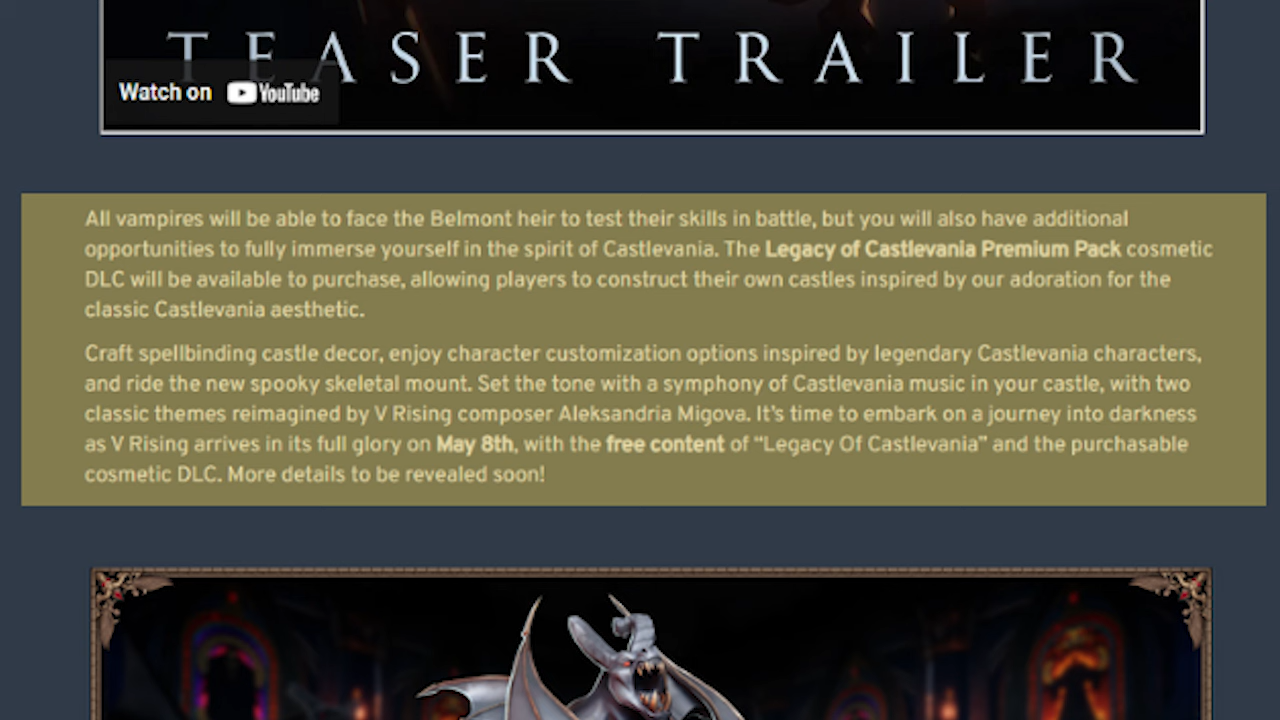 TEASER TRAILER
Watch on YouTube
All vampires will be able to face the Belmont heir to test their skills in battle, but you will also have additional
opportunities to fully immerse yourself in the spirit of Castlevania. The Legacy of Castlevania Premium Pack cosmetic
DLC will be available to purchase, allowing players to construct their own castles inspired by our adoration for the
classic Castlevania aesthetic.
Craft spellbinding castle decor, enjoy character customization options inspired by legendary Castlevania characters,
and ride the new spooky skeletal mount. Set the tone with a symphony of Castlevania music in your castle, with two
classic themes reimagined by V Rising composer Aleksandria Migova. It's time to embark on a journey into darkness
as V Rising arrives in its full glory on May 8th, with the free content of “Legacy Of Castlevania” and the purchasable
cosmetic DLC. More details to be revealed soon!